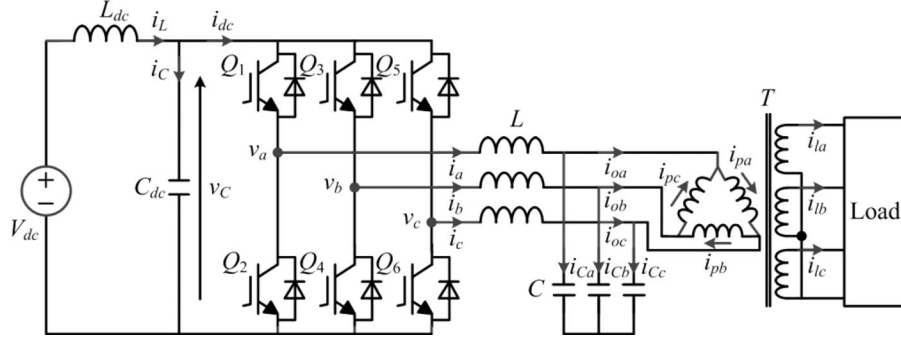 L_dc i_L i_dc
i_C
Q_1 Q_3 Q_5
T
L
i_la
v_a
i_a i_oa i_pc i_pa
C_dc v_C
v_b
i_b i_ob
i_lb Load
V_dc
v_c i_c i_oc
i_pb
i_lc
Q_2 Q_4 Q_6
C i_Ca i_Cb i_Cc